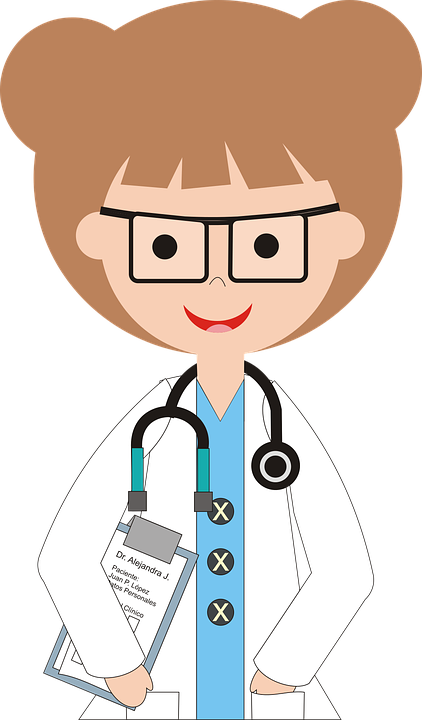 Dr. Alejandra J.
Paciente:
Juan P. López
atos Personales
l Clínico
X
X
X